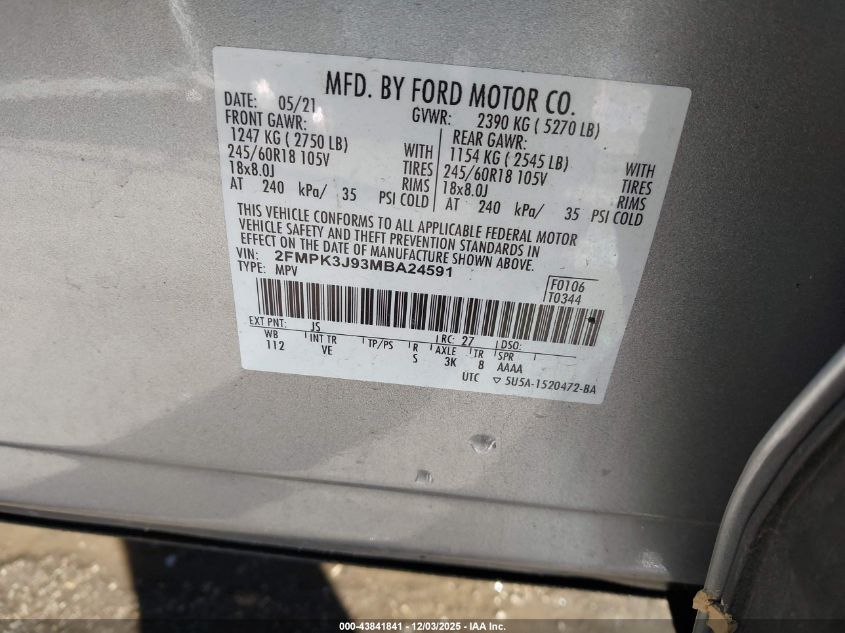 MFD. BY FORD MOTOR CO.
DATE: 05/21 GVWR: 2390 KG ( 5270 LB)
FRONT GAWR: REAR GAWR:
1247 KG ( 2750 LB) WITH 1154 KG ( 2545 LB) WITH
245/60R18 105V TIRES 245/60R18 105V TIRES
18x8.0J RIMS 18x8.0J RIMS
AT 240 kPa/ 35 PSI COLD AT 240 kPa/ 35 PSI COLD
THIS VEHICLE CONFORMS TO ALL APPLICABLE FEDERAL MOTOR
VEHICLE SAFETY AND THEFT PREVENTION STANDARDS IN
EFFECT ON THE DATE OF MANUFACTURE SHOWN ABOVE.
VIN: 2FMPK3J93MBA24591
TYPE: MPV
F0106
T0344
EXT PNT: JS RC: 27 DSO:
WB INT TR TP/PS R AXLE TR SPR
112 VE S 3K 8 AAAA
UTC ▽ 5U5A-1520472-BA
000-43841841 - 12/03/2025 - IAA Inc.